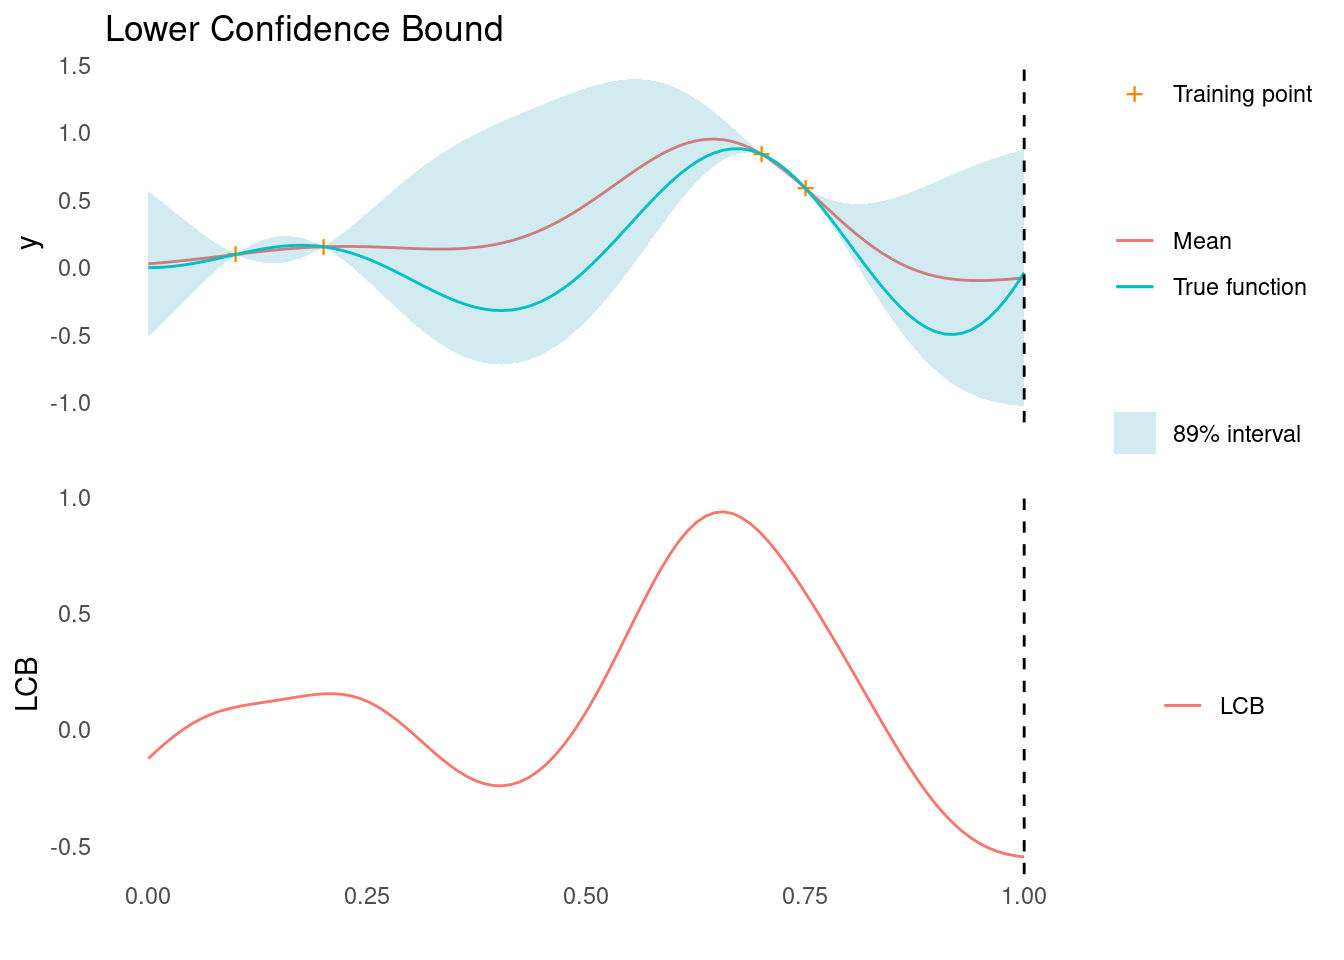 Lower Confidence Bound
1.5
1.0
0.5
0.0
-0.5
-1.0
y
Training point
Mean
True function
89% interval
1.0
0.5
0.0
-0.5
LCB
LCB
0.00 0.25 0.50 0.75 1.00